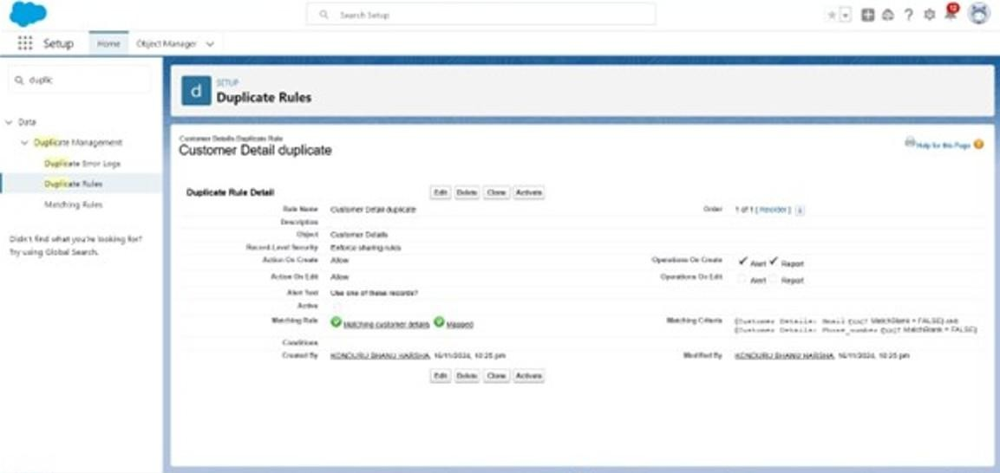 Search Setup
12
Setup Home Object Manager
duplic
SETUP
Duplicate Rules
Data
Duplicate Management
Duplicate Error Logs
Duplicate Rules
Matching Rules
Didn't find what you're looking for?
Try using Global Search.
Customer Details Duplicate Rule
Customer Detail duplicate
Help for this Page
Duplicate Rule Detail Edit Delete Clone Activate
Rule Name Customer Detail duplicate Order 1 of 1 [ Reorder ] i
Description
Object Customer Details
Record-Level Security Enforce sharing rules
Action On Create Allow Operations On Create Alert Report
Action On Edit Allow Operations On Edit Alert Report
Alert Text Use one of these records?
Active
Matching Rule Matching customer details Mapped Matching Criteria (Customer Details: Email EXACT MatchBlank = FALSE) AND
(Customer Details: Phone_number EXACT MatchBlank = FALSE)
Conditions
Created By KONDURU BHANU HARSHA, 16/11/2024, 10:25 pm Modified By KONDURU BHANU HARSHA, 16/11/2024, 10:25 pm
Edit Delete Clone Activate